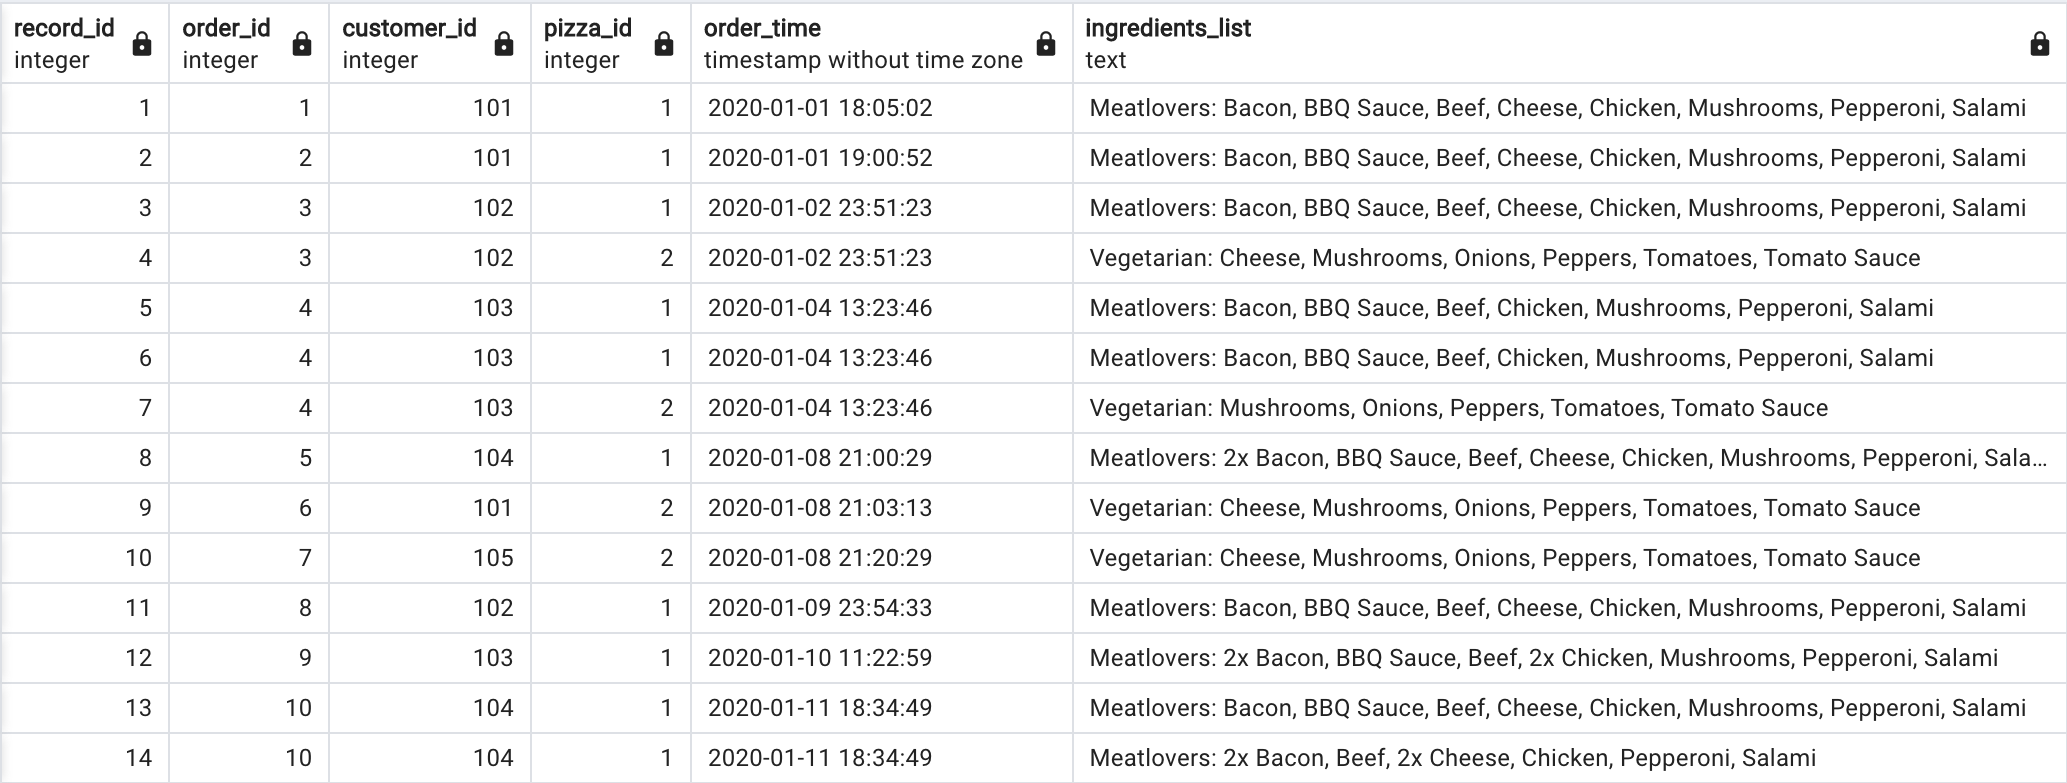 record_id order_id customer_id pizza_id order_time ingredients_list
integer integer integer integer timestamp without time zone text
1 1 101 1 2020-01-01 18:05:02 Meatlovers: Bacon, BBQ Sauce, Beef, Cheese, Chicken, Mushrooms, Pepperoni, Salami
2 2 101 1 2020-01-01 19:00:52 Meatlovers: Bacon, BBQ Sauce, Beef, Cheese, Chicken, Mushrooms, Pepperoni, Salami
3 3 102 1 2020-01-02 23:51:23 Meatlovers: Bacon, BBQ Sauce, Beef, Cheese, Chicken, Mushrooms, Pepperoni, Salami
4 3 102 2 2020-01-02 23:51:23 Vegetarian: Cheese, Mushrooms, Onions, Peppers, Tomatoes, Tomato Sauce
5 4 103 1 2020-01-04 13:23:46 Meatlovers: Bacon, BBQ Sauce, Beef, Chicken, Mushrooms, Pepperoni, Salami
6 4 103 1 2020-01-04 13:23:46 Meatlovers: Bacon, BBQ Sauce, Beef, Chicken, Mushrooms, Pepperoni, Salami
7 4 103 2 2020-01-04 13:23:46 Vegetarian: Mushrooms, Onions, Peppers, Tomatoes, Tomato Sauce
8 5 104 1 2020-01-08 21:00:29 Meatlovers: 2x Bacon, BBQ Sauce, Beef, Cheese, Chicken, Mushrooms, Pepperoni, Sala...
9 6 101 2 2020-01-08 21:03:13 Vegetarian: Cheese, Mushrooms, Onions, Peppers, Tomatoes, Tomato Sauce
10 7 105 2 2020-01-08 21:20:29 Vegetarian: Cheese, Mushrooms, Onions, Peppers, Tomatoes, Tomato Sauce
11 8 102 1 2020-01-09 23:54:33 Meatlovers: Bacon, BBQ Sauce, Beef, Cheese, Chicken, Mushrooms, Pepperoni, Salami
12 9 103 1 2020-01-10 11:22:59 Meatlovers: 2x Bacon, BBQ Sauce, Beef, 2x Chicken, Mushrooms, Pepperoni, Salami
13 10 104 1 2020-01-11 18:34:49 Meatlovers: Bacon, BBQ Sauce, Beef, Cheese, Chicken, Mushrooms, Pepperoni, Salami
14 10 104 1 2020-01-11 18:34:49 Meatlovers: 2x Bacon, Beef, 2x Cheese, Chicken, Pepperoni, Salami